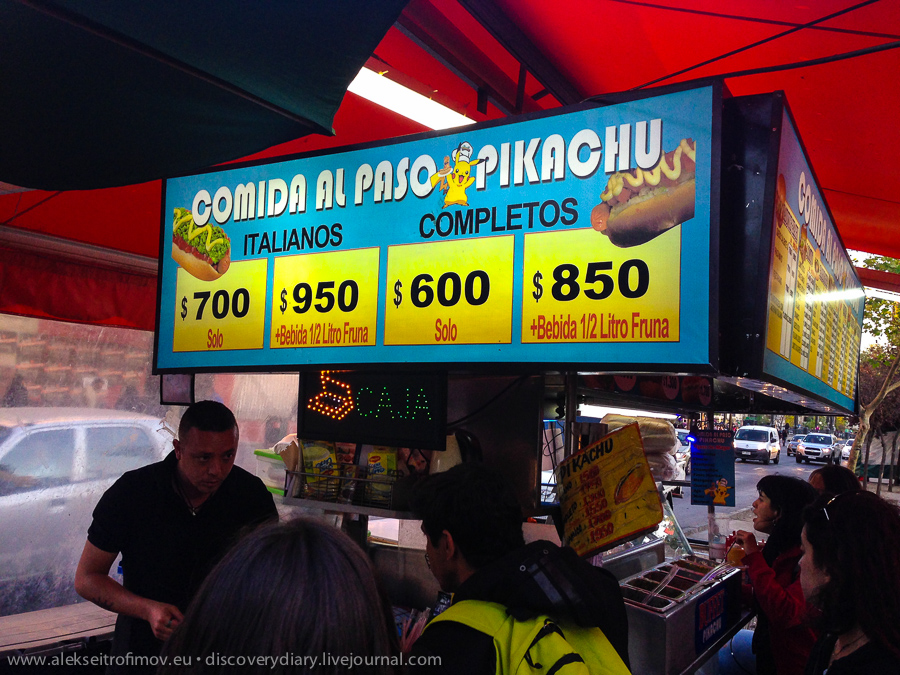 COMIDA AL PASO PIKACHU
ITALIANOS
COMPLETOS
$700
Solo
$950
+Bebida 1/2 Litro Fruna
$600
Solo
$850
+Bebida 1/2 Litro Fruna
CAJA
PIKACHU
www.alekseitrofimov.eu • discoverydiary.livejournal.com